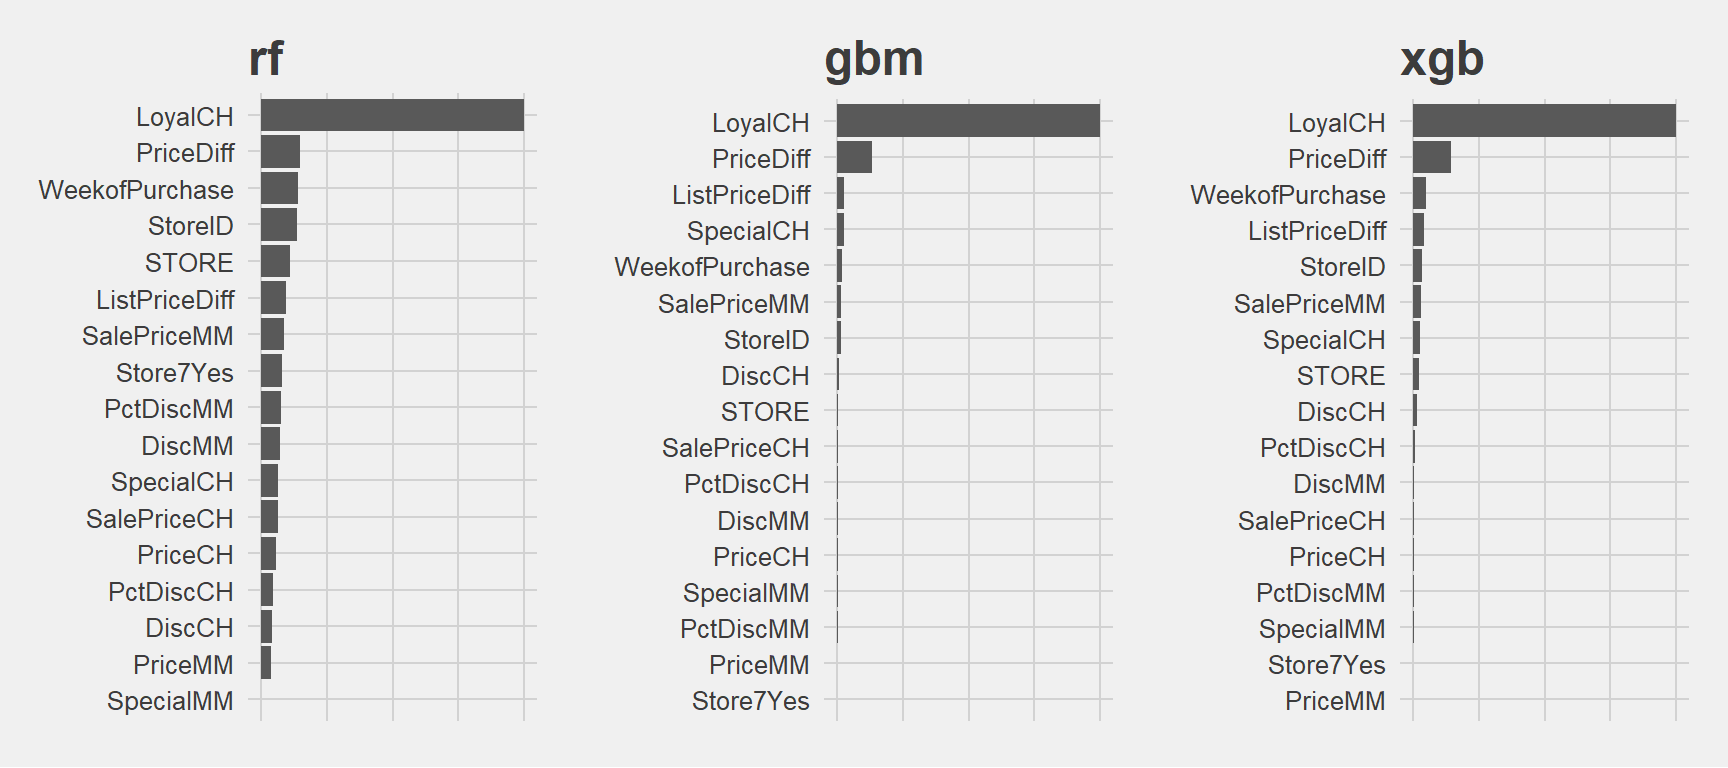 rf
LoyalCH
PriceDiff
WeekofPurchase
StoreID
STORE
ListPriceDiff
SalePriceMM
Store7Yes
PctDiscMM
DiscMM
SpecialCH
SalePriceCH
PriceCH
PctDiscCH
DiscCH
PriceMM
SpecialMM
gbm
LoyalCH
PriceDiff
ListPriceDiff
SpecialCH
WeekofPurchase
SalePriceMM
StoreID
DiscCH
STORE
SalePriceCH
PctDiscCH
DiscMM
PriceCH
SpecialMM
PctDiscMM
PriceMM
Store7Yes
xgb
LoyalCH
PriceDiff
WeekofPurchase
ListPriceDiff
StoreID
SalePriceMM
SpecialCH
STORE
DiscCH
PctDiscCH
DiscMM
SalePriceCH
PriceCH
PctDiscMM
SpecialMM
Store7Yes
PriceMM